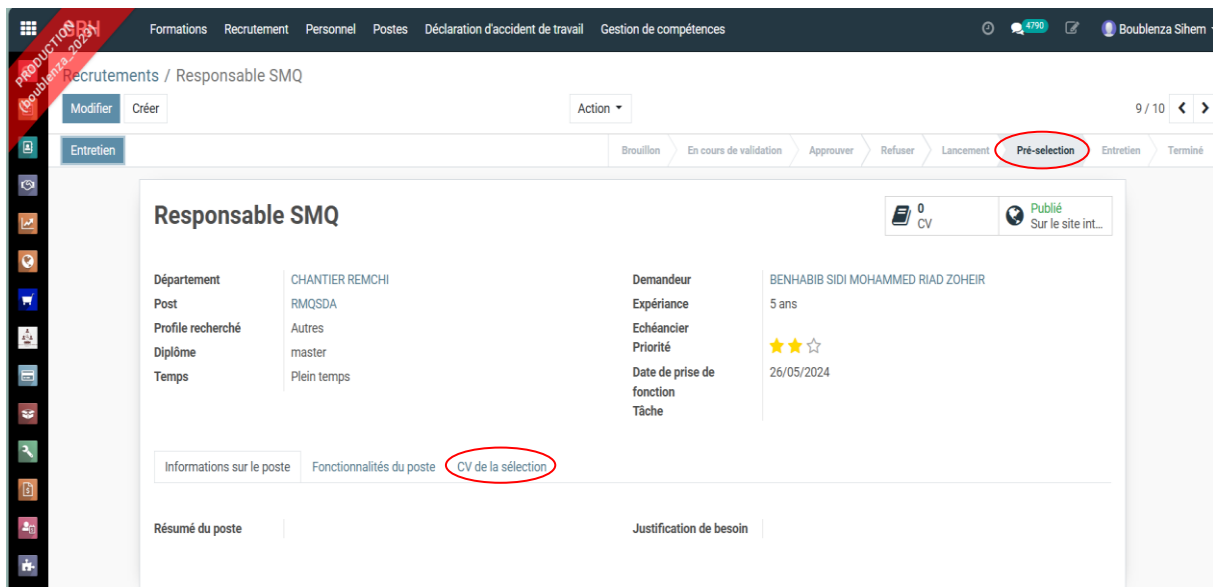 GRH Formations Recrutement Personnel Postes Déclaration d'accident de travail Gestion de compétences 4790 Boublenza Sihem
PRODUCTION
(boublenza_2023)
Recrutements / Responsable SMQ
Modifier Créer Action 9 / 10
Entretien Brouillon En cours de validation Approuver Refuser Lancement Pré-selection Entretien Terminé
Responsable SMQ
0
CV
Publié
Sur le site int...
Département CHANTIER REMCHI
Post RMQSDA
Profile recherché Autres
Diplôme master
Temps Plein temps
Demandeur BENHABIB SIDI MOHAMMED RIAD ZOHEIR
Expériance 5 ans
Echéancier
Priorité
Date de prise de 26/05/2024
fonction
Tâche
Informations sur le poste Fonctionnalités du poste CV de la sélection
Résumé du poste Justification de besoin